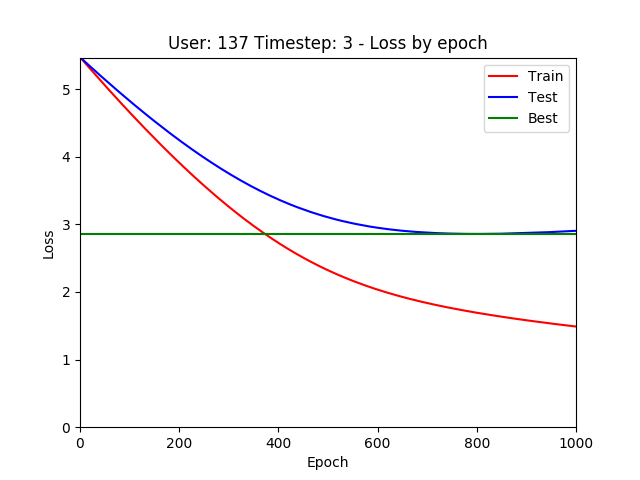 User: 137 Timestep: 3 - Loss by epoch
Train
Test
Best
Loss
5
4
3
2
1
0
0 200 400 600 800 1000
Epoch